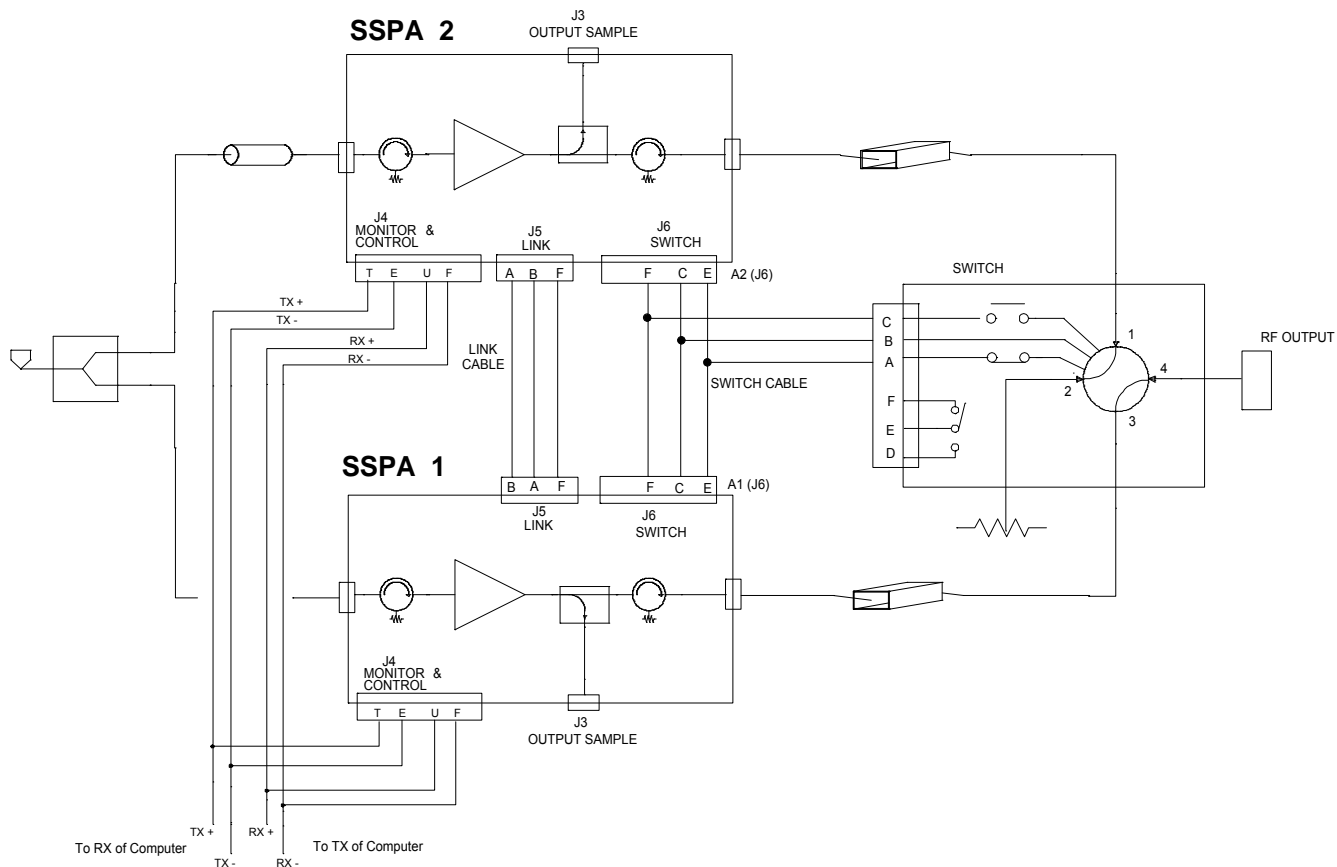 J3
SSPA 2
OUTPUT SAMPLE
J4
MONITOR &
CONTROL
J5
LINK
J6
SWITCH
T E U F
A B F
F C E
A2 (J6)
SWITCH
TX +
TX -
RX +
RX -
LINK
CABLE
SWITCH CABLE
C
B
A
F
E
D
1
2
3
4
RF OUTPUT
SSPA 1
B A F
F C E
A1 (J6)
J5
LINK
J6
SWITCH
J4
MONITOR &
CONTROL
T E U F
J3
OUTPUT SAMPLE
TX +
RX +
To RX of Computer
To TX of Computer
TX -
RX -